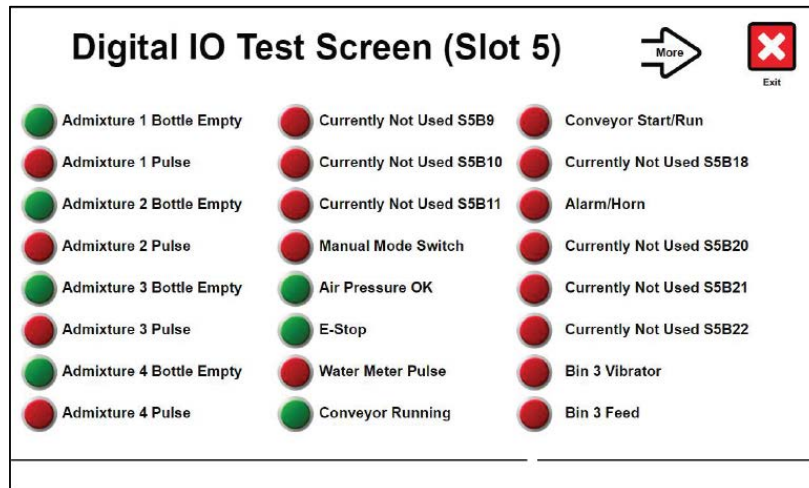 Digital IO Test Screen (Slot 5)
More
Exit
Admixture 1 Bottle Empty
Admixture 1 Pulse
Admixture 2 Bottle Empty
Admixture 2 Pulse
Admixture 3 Bottle Empty
Admixture 3 Pulse
Admixture 4 Bottle Empty
Admixture 4 Pulse
Currently Not Used S5B9
Currently Not Used S5B10
Currently Not Used S5B11
Manual Mode Switch
Air Pressure OK
E-Stop
Water Meter Pulse
Conveyor Running
Conveyor Start/Run
Currently Not Used S5B18
Alarm/Horn
Currently Not Used S5B20
Currently Not Used S5B21
Currently Not Used S5B22
Bin 3 Vibrator
Bin 3 Feed